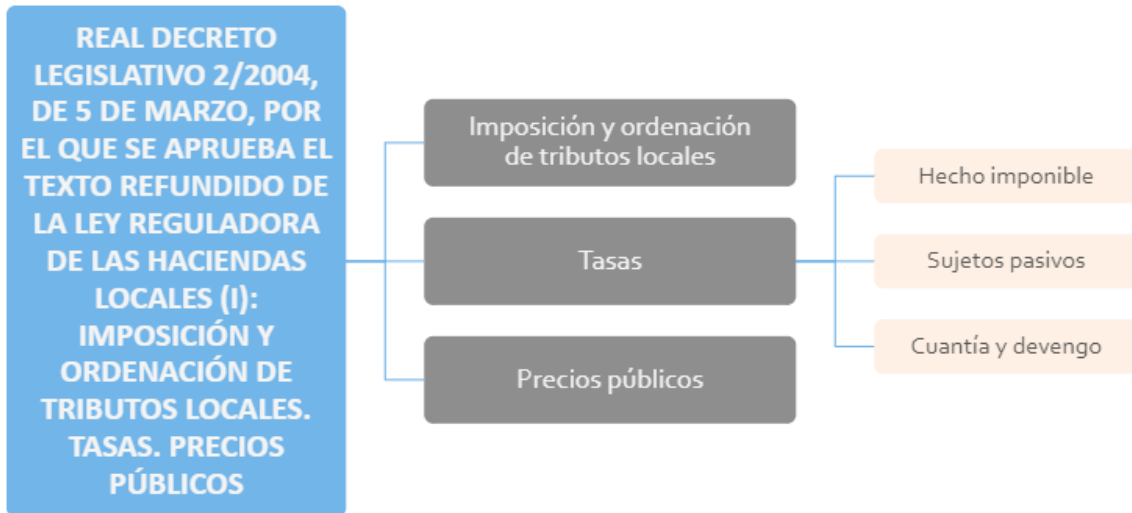 REAL DECRETO
LEGISLATIVO 2/2004,
DE 5 DE MARZO, POR
EL QUE SE APRUEBA EL
TEXTO REFUNDIDO DE
LA LEY REGULADORA
DE LAS HACIENDAS
LOCALES (I):
IMPOSICIÓN Y
ORDENACIÓN DE
TRIBUTOS LOCALES.
TASAS. PRECIOS
PÚBLICOS
Imposición y ordenación
de tributos locales
Tasas
Precios públicos
Hecho imponible
Sujetos pasivos
Cuantía y devengo